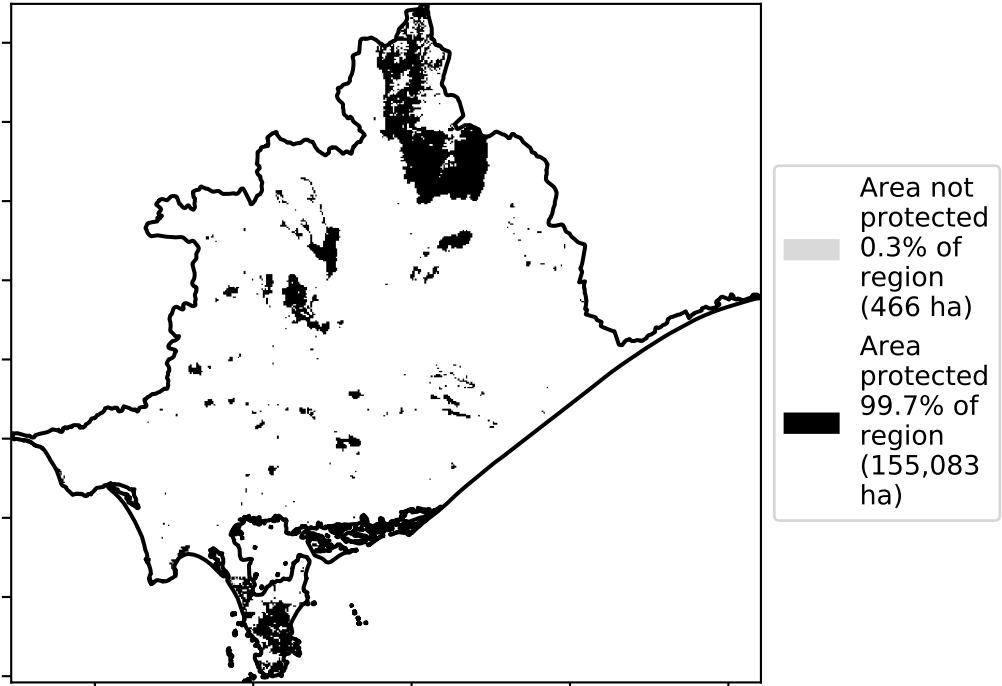 Area not
protected
0.3% of
region
(466 ha)
Area
protected
99.7% of
region
(155,083
ha)